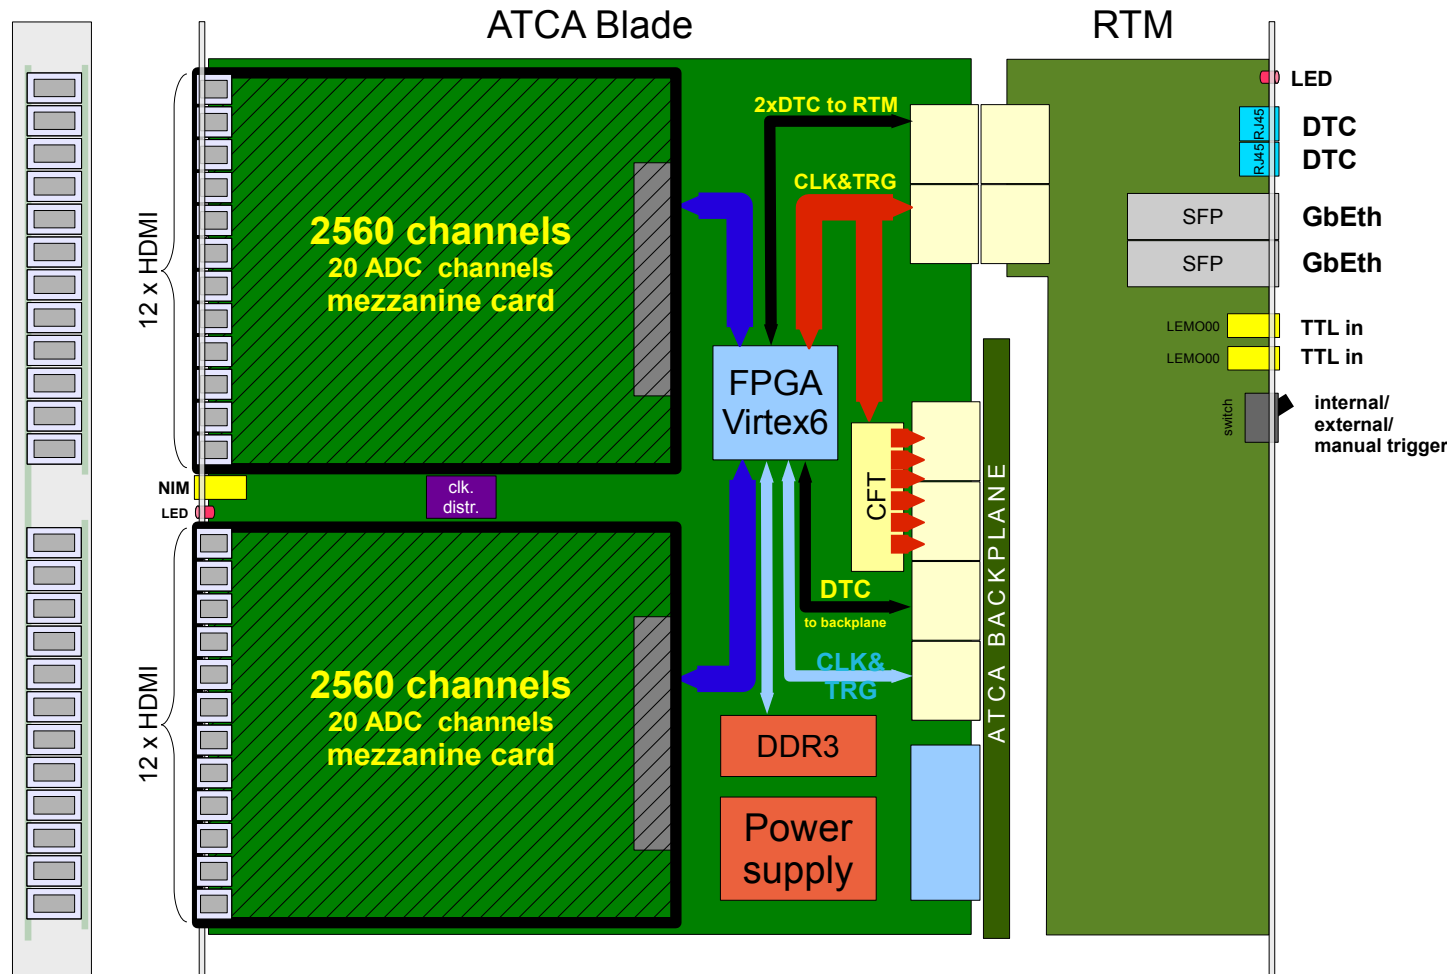 ATCA Blade
RTM
LED
2xDTC to RTM
RJ45
DTC
RJ45
DTC
CLK&TRG
12 x HDMI
2560 channels
20 ADC channels
mezzanine card
SFP
GbEth
SFP
GbEth
LEMO00
TTL in
LEMO00
TTL in
FPGA
Virtex6
switch
internal/
external/
manual trigger
NIM
LED
clk.
distr.
CFT
ATCA BACKPLANE
DTC
to backplane
12 x HDMI
2560 channels
20 ADC channels
mezzanine card
CLK&
TRG
DDR3
Power
supply